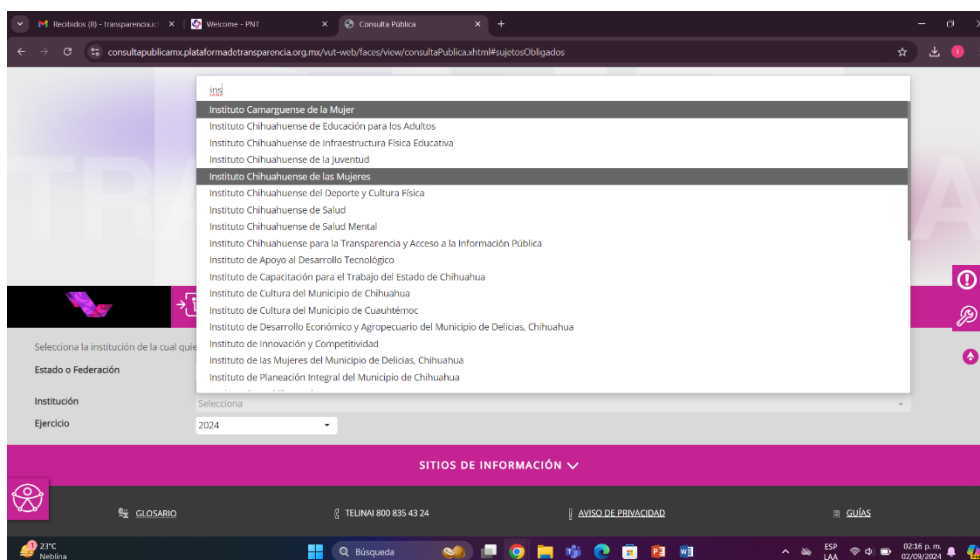 Recibidos (8) - transparencia.uct
Welcome - PNT
Consulta Pública
consultapublicamx.plataformadetransparencia.org.mx/vut-web/faces/view/consultaPublica.xhtml#sujetosObligados
ins
Instituto Camarguense de la Mujer
Instituto Chihuahuense de Educación para los Adultos
Instituto Chihuahuense de Infraestructura Física Educativa
Instituto Chihuahuense de la Juventud
Instituto Chihuahuense de las Mujeres
Instituto Chihuahuense del Deporte y Cultura Física
Instituto Chihuahuense de Salud
Instituto Chihuahuense de Salud Mental
Instituto Chihuahuense para la Transparencia y Acceso a la Información Pública
Instituto de Apoyo al Desarrollo Tecnológico
Instituto de Capacitación para el Trabajo del Estado de Chihuahua
Instituto de Cultura del Municipio de Chihuahua
Instituto de Cultura del Municipio de Cuauhtémoc
Instituto de Desarrollo Económico y Agropecuario del Municipio de Delicias, Chihuahua
Instituto de Innovación y Competitividad
Instituto de las Mujeres del Municipio de Delicias, Chihuahua
Instituto de Planeación Integral del Municipio de Chihuahua
Selecciona la institución de la cual quie
Estado o Federación
Institución
Selecciona
Ejercicio
2024
SITIOS DE INFORMACIÓN
GLOSARIO
TELINAI 800 835 43 24
AVISO DE PRIVACIDAD
GUÍAS
23°C
Neblina
Búsqueda
ESP
LAA
02:16 p. m.
02/09/2024